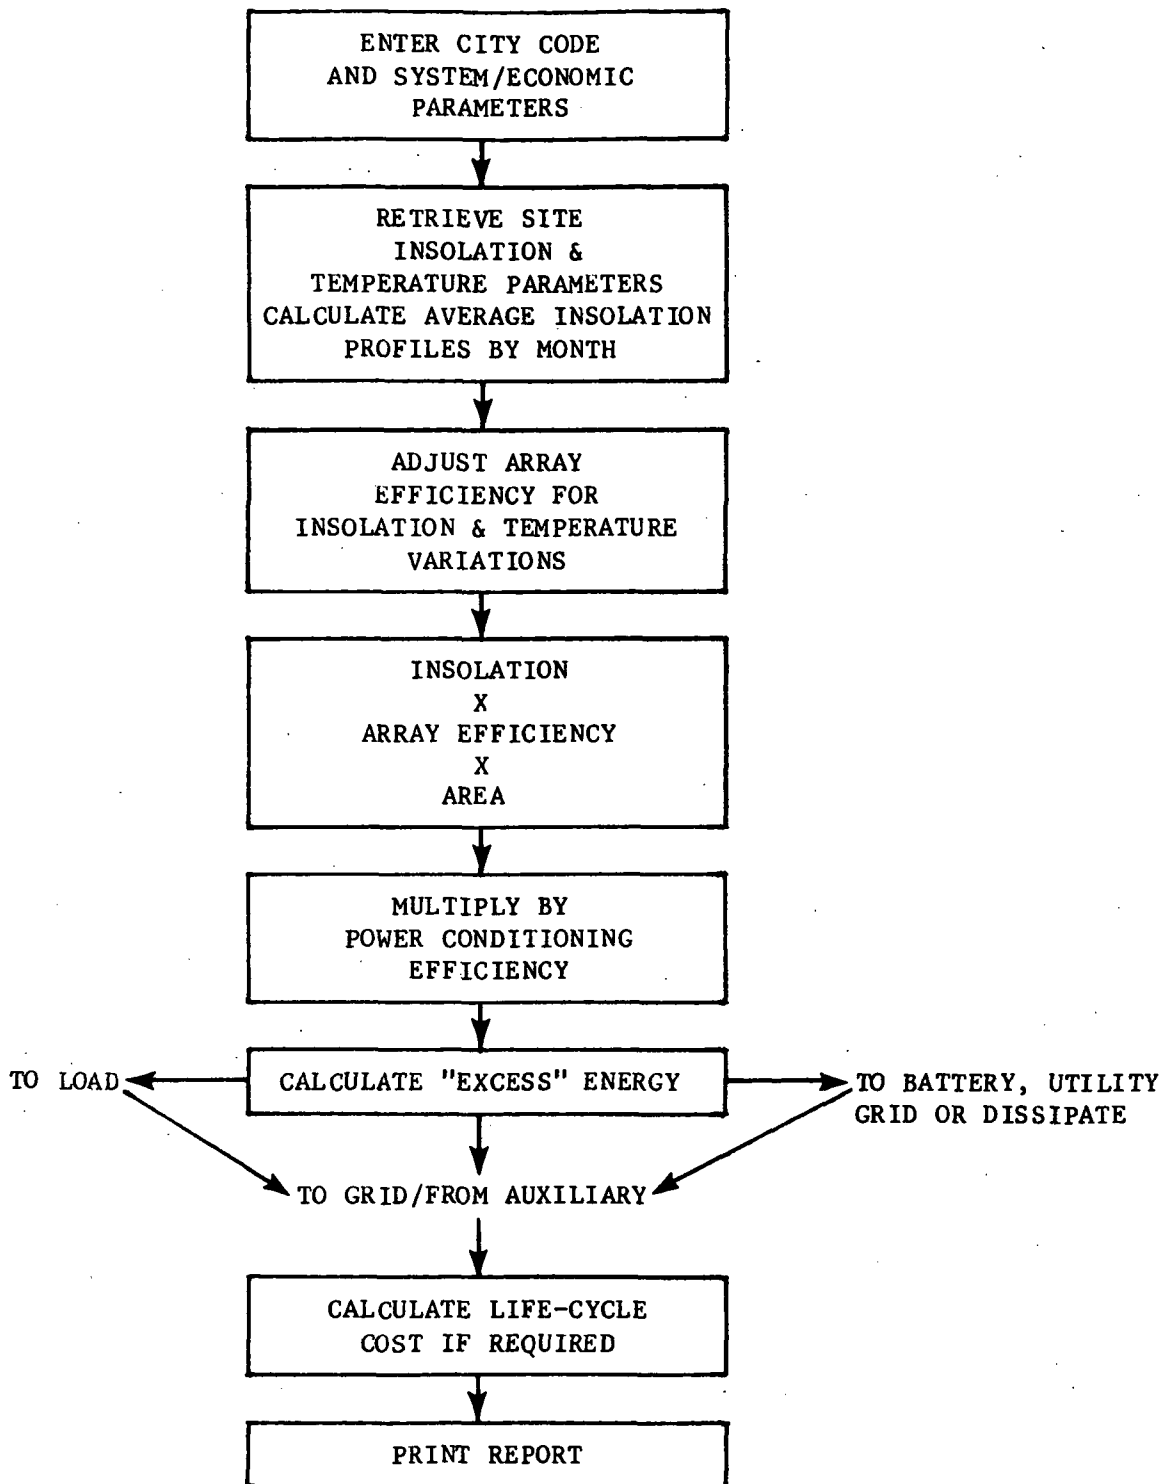 ENTER CITY CODE
AND SYSTEM/ECONOMIC
PARAMETERS
RETRIEVE SITE
INSOLATION &
TEMPERATURE PARAMETERS
CALCULATE AVERAGE INSOLATION
PROFILES BY MONTH
ADJUST ARRAY
EFFICIENCY FOR
INSOLATION & TEMPERATURE
VARIATIONS
INSOLATION
X
ARRAY EFFICIENCY
X
AREA
MULTIPLY BY
POWER CONDITIONING
EFFICIENCY
TO LOAD
CALCULATE "EXCESS" ENERGY
TO BATTERY, UTILITY
GRID OR DISSIPATE
TO GRID/FROM AUXILIARY
CALCULATE LIFE-CYCLE
COST IF REQUIRED
PRINT REPORT